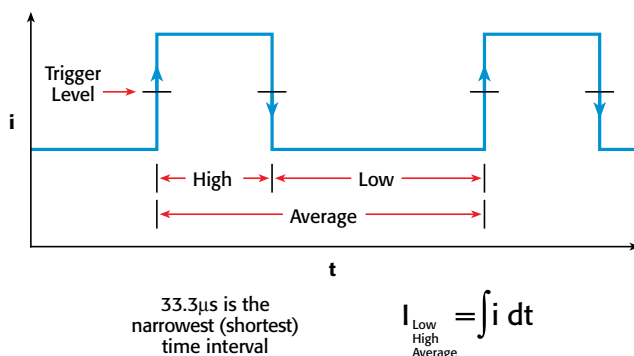 Trigger
Level
i
High
Low
Average
t
33.3µs is the
narrowest (shortest)
time interval
I Low = ∫i dt
High
Average